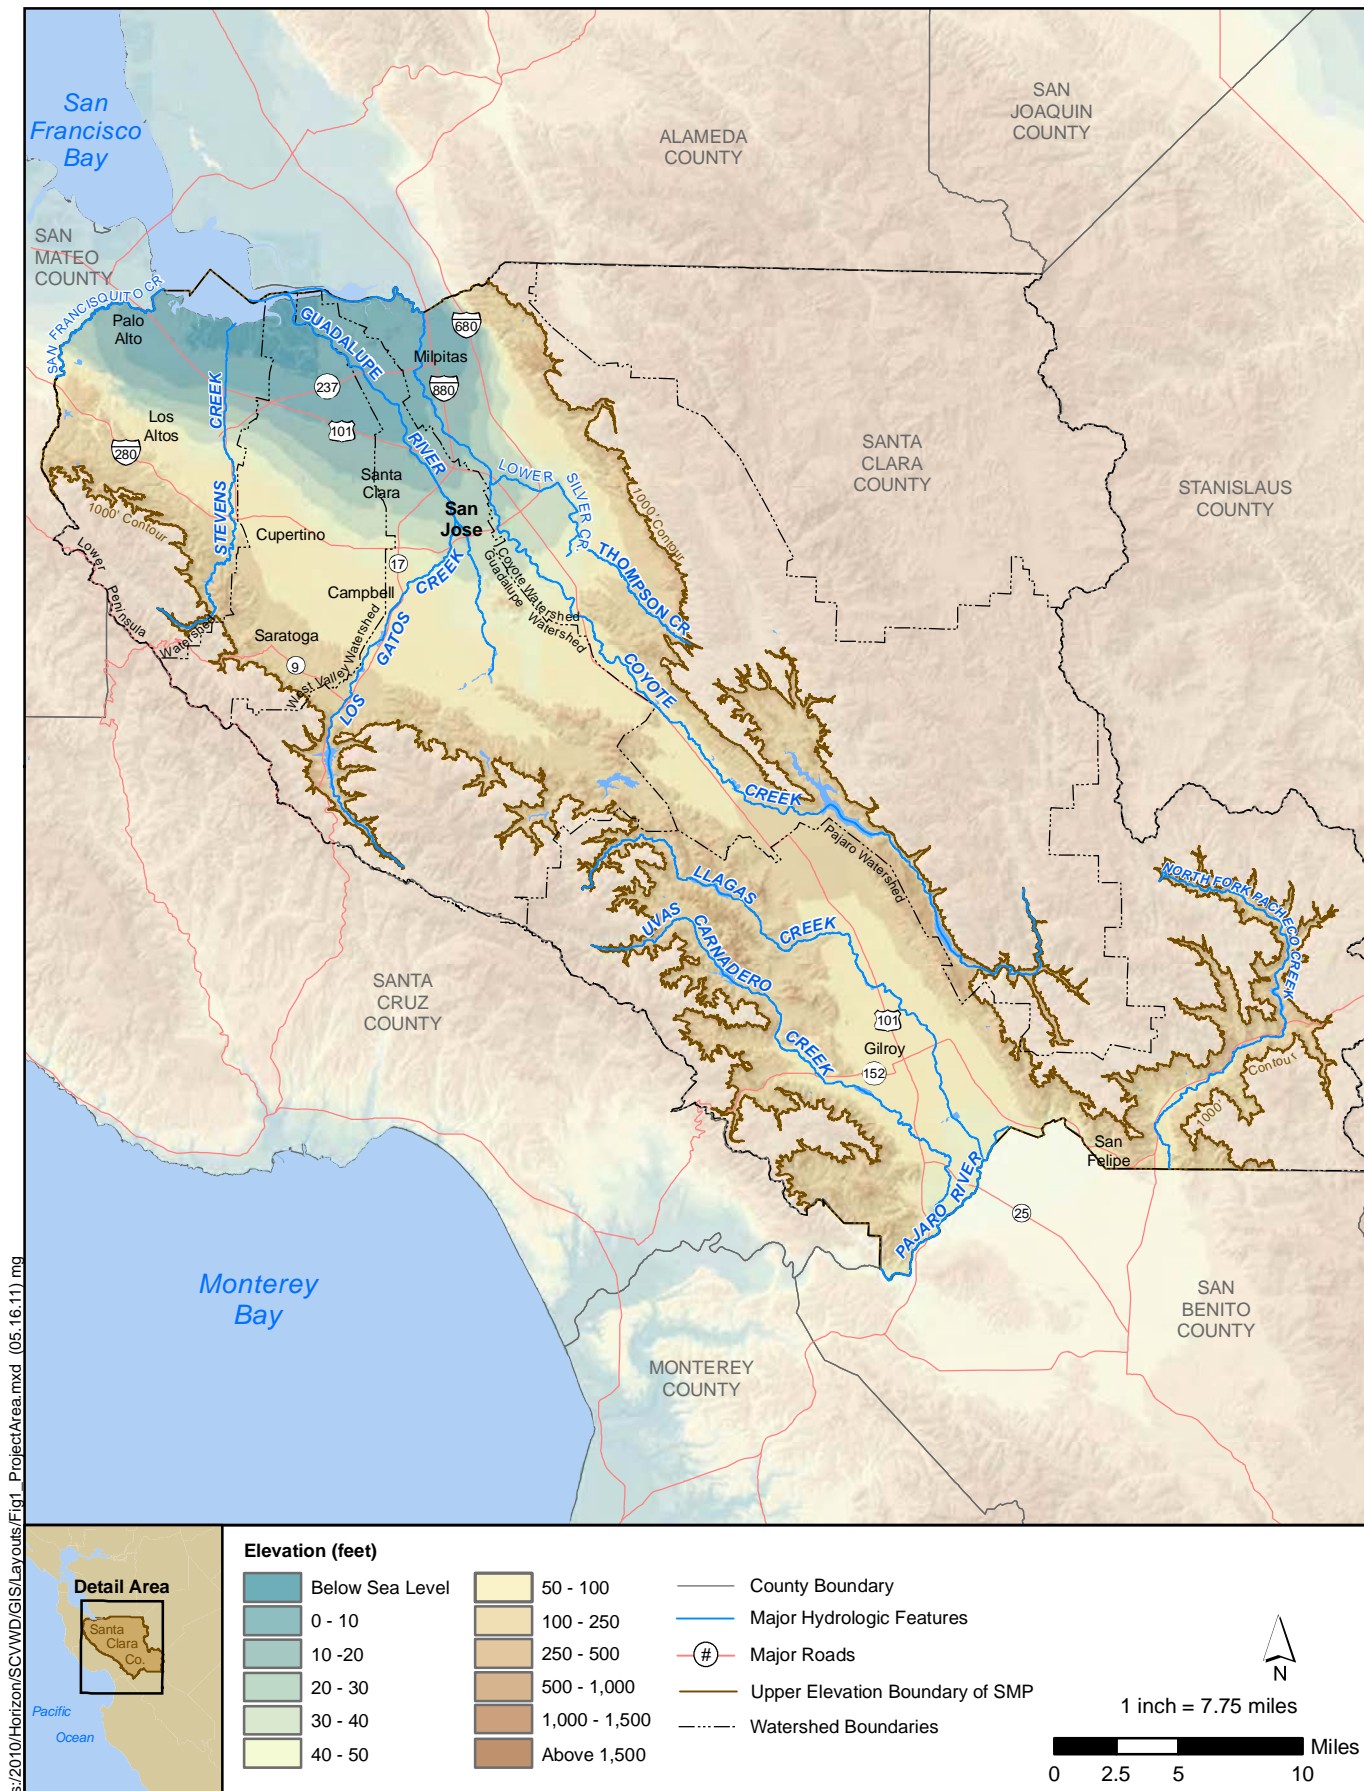 San
Francisco
Bay
SAN
JOAQUIN
COUNTY
ALAMEDA
COUNTY
SAN
MATEO
COUNTY
SAN FRANCISQUITO CR.
Palo
Alto
GUADALUPE
RIVER
680
Milpitas
880
237
101
STEVENS
CREEK
Los
Altos
280
1000' Contour
Santa
Clara
LOWER
SILVER CR.
1000' Contour
SANTA
CLARA
COUNTY
STANISLAUS
COUNTY
San
Jose
Cupertino
17
THOMPSON CR.
Lower
Peninsula
Watershed
Coyote Watershed
Guadalupe
Watershed
Campbell
Saratoga
9
West Valley Watershed
LOS
GATOS
CREEK
COYOTE
CREEK
Pajaro Watershed
LLAGAS
CREEK
UVAS
CARNADERO
CREEK
NORTH FORK PACHECO CREEK
SANTA
CRUZ
COUNTY
101
Gilroy
152
1000'
Contour
San
Felipe
PAJARO RIVER
25
Monterey
Bay
SAN
BENITO
COUNTY
MONTEREY
COUNTY
s:/2010/Horizon/SCVWD/GIS/Layouts/Fig1_ProjectArea.mxd (05.16.11) mg
Detail Area
Santa
Clara
Co.
Pacific
Ocean
Elevation (feet)
Below Sea Level
0 - 10
10 -20
20 - 30
30 - 40
40 - 50
50 - 100
100 - 250
250 - 500
500 - 1,000
1,000 - 1,500
Above 1,500
County Boundary
Major Hydrologic Features
# Major Roads
Upper Elevation Boundary of SMP
Watershed Boundaries
N
1 inch = 7.75 miles
Miles
0 2.5 5 10